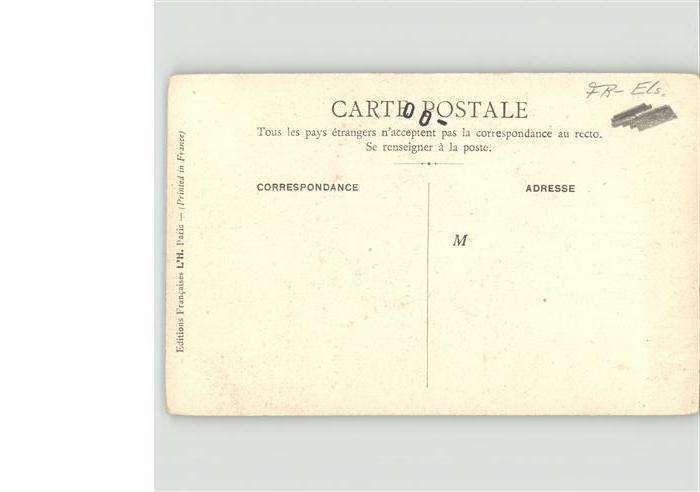 FR- Els.
CARTE POSTALE
Tous les pays étrangers n'acceptent pas la correspondance au recto.
Se renseigner à la poste.
CORRESPONDANCE
ADRESSE
M
Editions Françaises L'H. Paris — (Printed in France)